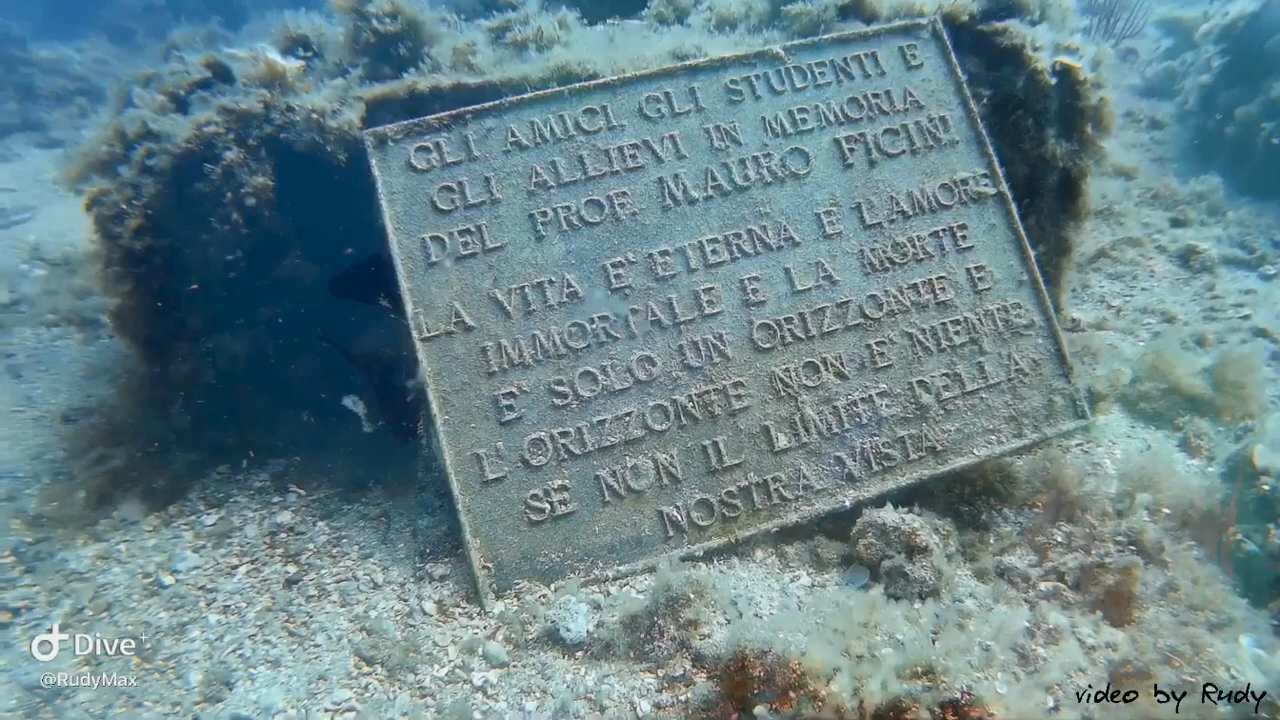 GLI AMICI GLI STUDENTI E
GLI ALLIEVI IN MEMORIA
DEL PROF. MAURO FICINI
LA VITA E' ETERNA E L'AMORE
IMMORTALE E LA MORTE
E' SOLO UN ORIZZONTE E
L'ORIZZONTE NON E' NIENTE
SE NON IL LIMITE DELLA
NOSTRA VISTA
Dive+
@RudyMax
video by Rudy